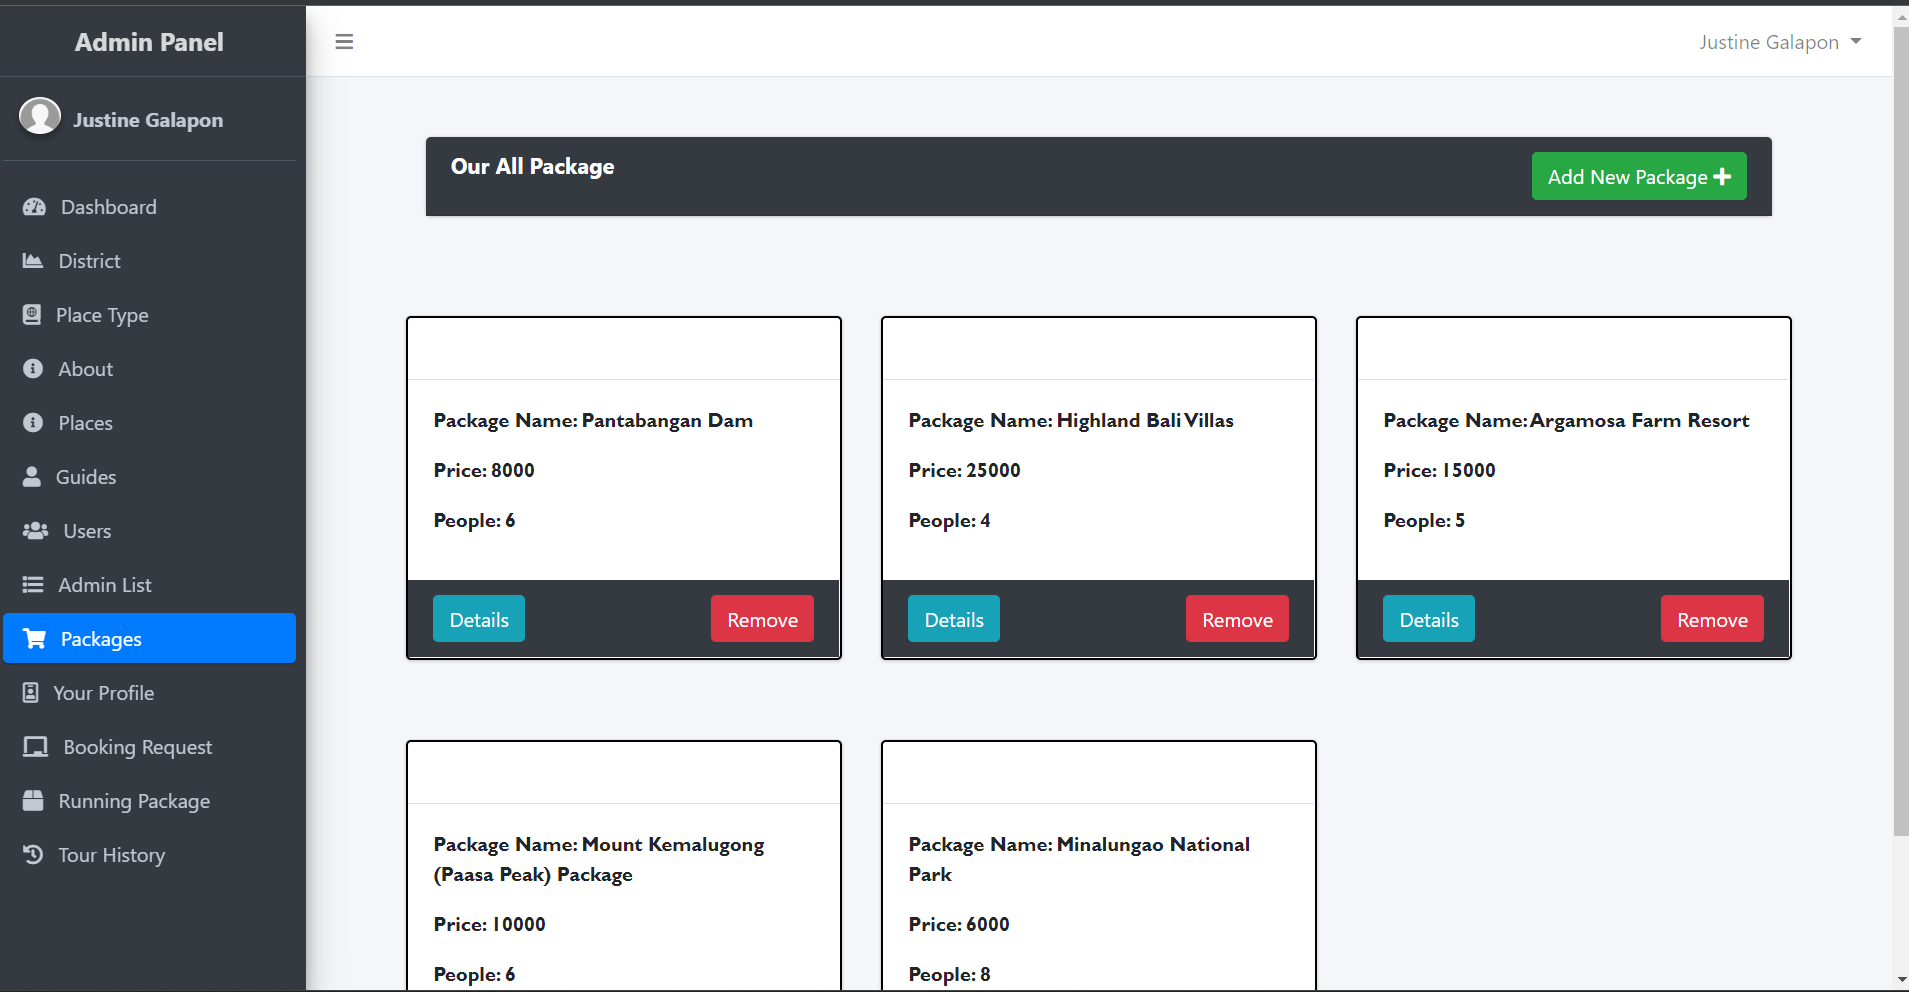 Admin Panel
Justine Galapon
Justine Galapon
Dashboard
District
Place Type
About
Places
Guides
Users
Admin List
Packages
Your Profile
Booking Request
Running Package
Tour History
Our All Package
Add New Package
Package Name: Pantabangan Dam
Price: 8000
People: 6
Details
Remove
Package Name: Highland Bali Villas
Price: 25000
People: 4
Details
Remove
Package Name: Argamosa Farm Resort
Price: 15000
People: 5
Details
Remove
Package Name: Mount Kemalugong
(Paasa Peak) Package
Price: 10000
People: 6
Package Name: Minalungao National
Park
Price: 6000
People: 8